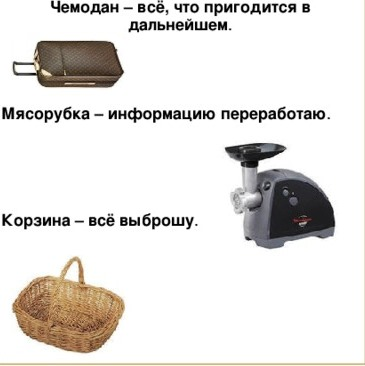 Чемодан – всё, что пригодится в
дальнейшем.
Мясорубка – информацию переработаю.
Корзина – всё выброшу.